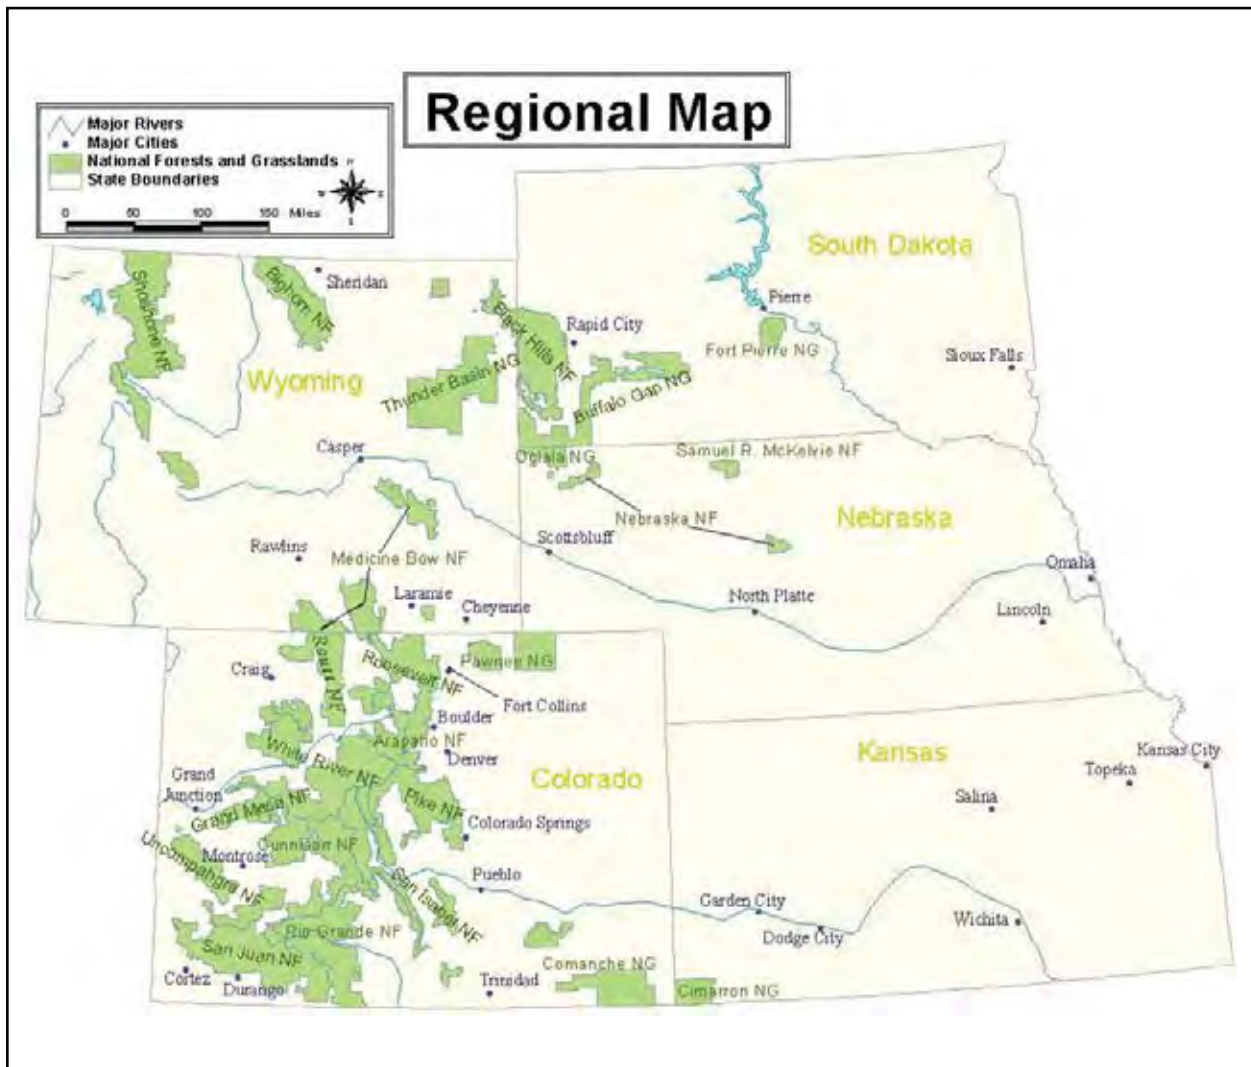 Regional Map
Major Rivers
Major Cities
National Forests and Grasslands
State Boundaries
N
W
E
S
0
50
100
150
Miles
South Dakota
Shoshone NF
Bighorn NF
Sheridan
Pierre
Black Hills NF
Rapid City
Fort Pierre NG
Sioux Falls
Wyoming
Thunder Basin NG
Buffalo Gap NG
Casper
Oglala NG
Samuel R. McKelvie NF
Nebraska NF
Nebraska
Scottsbluff
Rawlins
Medicine Bow NF
Omaha
Laramie
Cheyenne
North Platte
Lincoln
Routt NF
Roosevelt NF
Pawnee NG
Craig
Fort Collins
Boulder
Arapaho NF
White River NF
Denver
Kansas
Kansas City
Colorado
Topeka
Grand
Junction
Grand Mesa NF
Pike NF
Salina
Colorado Springs
Gunnison NF
Uncompahgra NF
Montrose
Pueblo
San Isabel NF
Garden City
Wichita
Dodge City
Rio Grande NF
San Juan NF
Comanche NG
Cortez
Durango
Trinidad
Cimarron NG